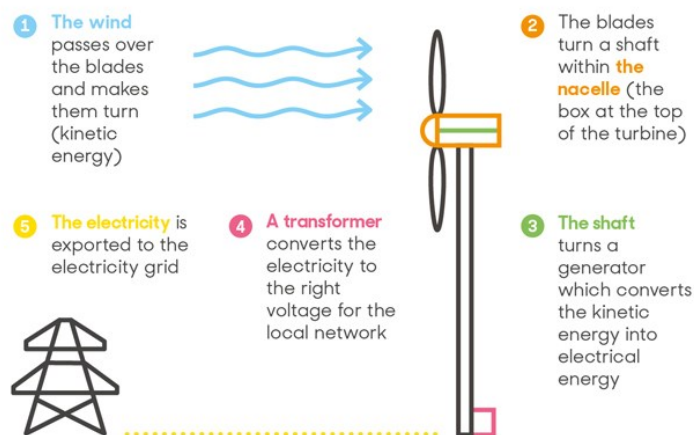 1 The wind
passes over
the blades
and makes
them turn
(kinetic
energy)
2 The blades
turn a shaft
within the
nacelle (the
box at the top
of the turbine)
3 The shaft
turns a
generator
which converts
the kinetic
energy into
electrical
energy
4 A transformer
converts the
electricity to
the right
voltage for the
local network
5 The electricity is
exported to the
electricity grid